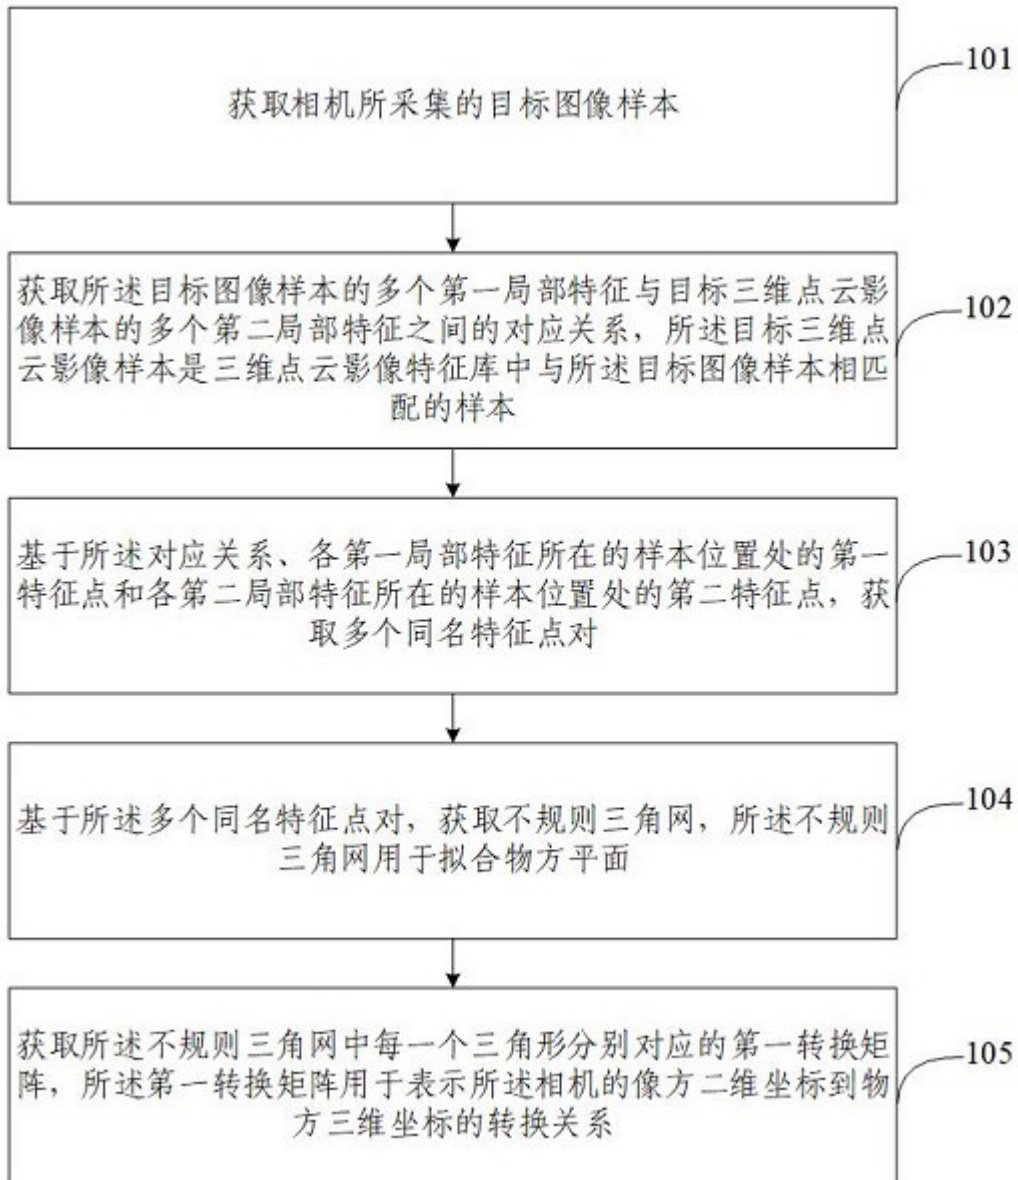 获取相机所采集的目标图像样本
101
获取所述目标图像样本的多个第一局部特征与目标三维点云影
像样本的多个第二局部特征之间的对应关系，所述目标三维点
云影像样本是三维点云影像特征库中与所述目标图像样本相匹
配的样本
102
基于所述对应关系、各第一局部特征所在的样本位置处的第一
特征点和各第二局部特征所在的样本位置处的第二特征点，获
取多个同名特征点对
103
基于所述多个同名特征点对，获取不规则三角网，所述不规则
三角网用于拟合物方平面
104
获取所述不规则三角网中每一个三角形分别对应的第一转换矩
阵，所述第一转换矩阵用于表示所述相机的像方二维坐标到物
方三维坐标的转换关系
105